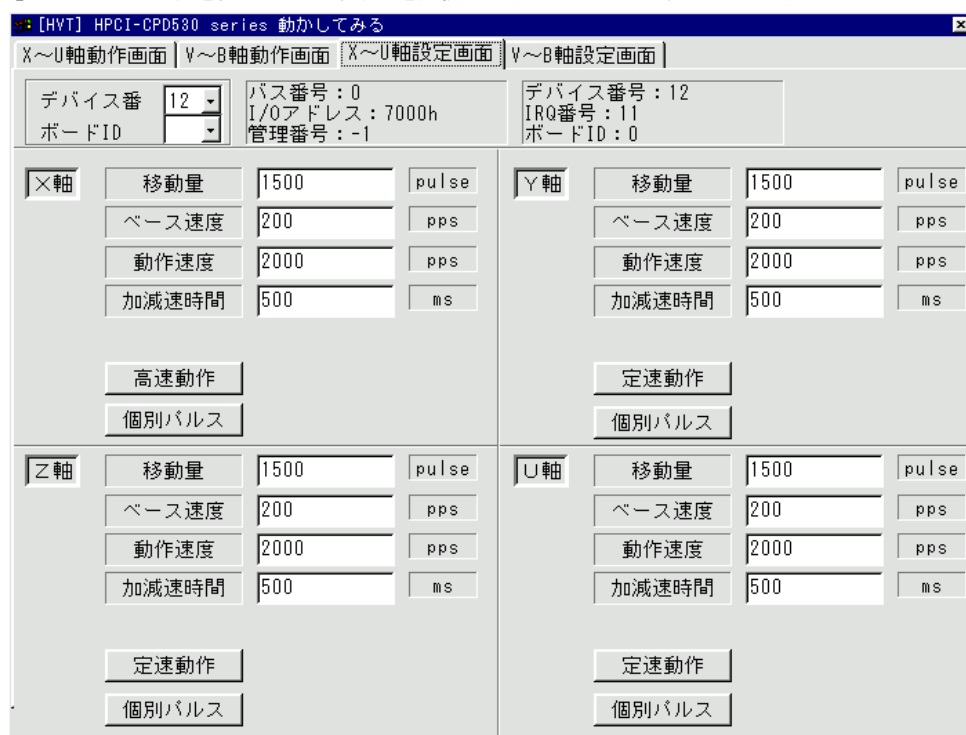 [HVT] HPCI-CPD530 series 動かしてみる
X～U軸動作画面 V～B軸動作画面 X～U軸設定画面 V～B軸設定画面
デバイス番 12
ボードID
バス番号：0
I/Oアドレス：7000h
管理番号：-1
デバイス番号：12
IRQ番号：11
ボードID：0
X軸 移動量 1500 pulse
ベース速度 200 pps
動作速度 2000 pps
加減速時間 500 ms
高速動作
個別パルス
Y軸 移動量 1500 pulse
ベース速度 200 pps
動作速度 2000 pps
加減速時間 500 ms
定速動作
個別パルス
Z軸 移動量 1500 pulse
ベース速度 200 pps
動作速度 2000 pps
加減速時間 500 ms
定速動作
個別パルス
U軸 移動量 1500 pulse
ベース速度 200 pps
動作速度 2000 pps
加減速時間 500 ms
定速動作
個別パルス